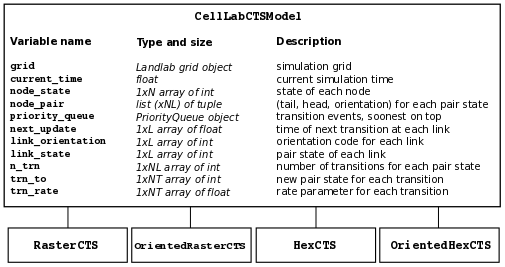 CellLabCTSModel
Variable name Type and size Description
grid Landlab grid object simulation grid
current_time float current simulation time
node_state 1xN array of int state of each node
node_pair list (xNL) of tuple (tail, head, orientation) for each pair state
priority_queue PriorityQueue object transition events, soonest on top
next_update 1xL array of float time of next transition at each link
link_orientation 1xL array of int orientation code for each link
link_state 1xL array of int pair state of each link
n_trn 1xNL array of int number of transitions for each pair state
trn_to 1xNT array of int new pair state for each transition
trn_rate 1xNT array of float rate parameter for each transition
RasterCTS OrientedRasterCTS HexCTS OrientedHexCTS